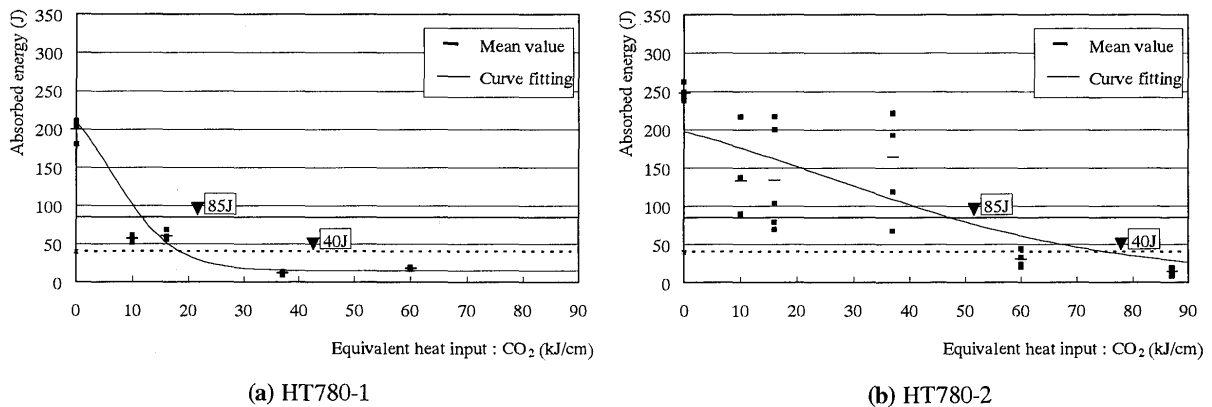 Absorbed energy (J)
350
300
250
200
150
100
50
0
Mean value
Curve fitting
85J
40J
0 10 20 30 40 50 60 70 80 90
Equivalent heat input : CO2 (kJ/cm)
(a) HT780-1
Absorbed energy (J)
350
300
250
200
150
100
50
0
Mean value
Curve fitting
85J
40J
0 10 20 30 40 50 60 70 80 90
Equivalent heat input : CO2 (kJ/cm)
(b) HT780-2